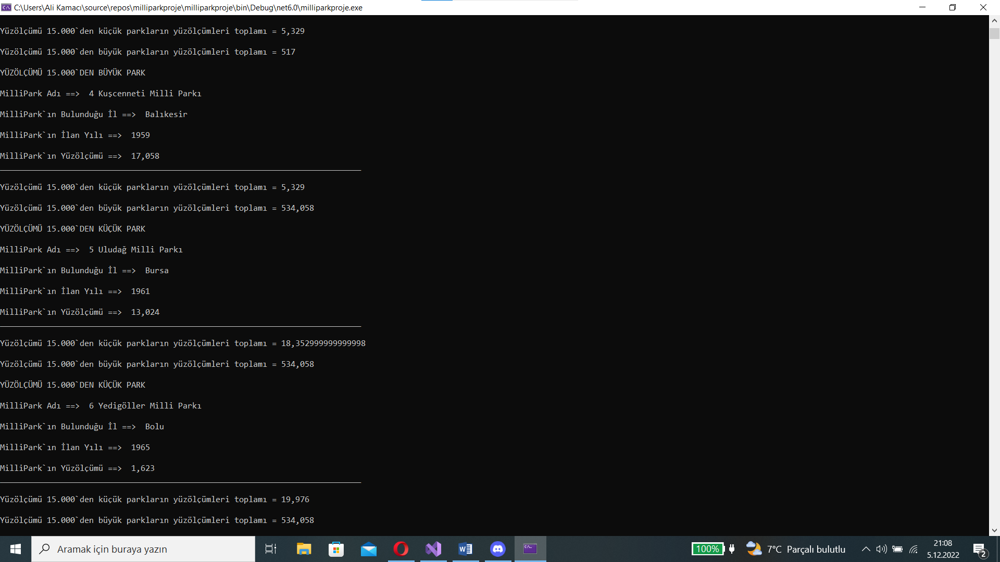 C:\Users\Ali Kamacı\source\repos\milliparkproje\milliparkproje\bin\Debug\net6.0\milliparkproje.exe
Yüzölçümü 15.000`den küçük parkların yüzölçümleri toplamı = 5,329
Yüzölçümü 15.000`den büyük parkların yüzölçümleri toplamı = 517
YÜZÖLÇÜMÜ 15.000`DEN BÜYÜK PARK
MilliPark Adı ==>  4 Kuşcenneti Milli Parkı
MilliPark`ın Bulunduğu İl ==>  Balıkesir
MilliPark`ın İlan Yılı ==>  1959
MilliPark`ın Yüzölçümü ==>  17,058
Yüzölçümü 15.000`den küçük parkların yüzölçümleri toplamı = 5,329
Yüzölçümü 15.000`den büyük parkların yüzölçümleri toplamı = 534,058
YÜZÖLÇÜMÜ 15.000`DEN KÜÇÜK PARK
MilliPark Adı ==>  5 Uludağ Milli Parkı
MilliPark`ın Bulunduğu İl ==>  Bursa
MilliPark`ın İlan Yılı ==>  1961
MilliPark`ın Yüzölçümü ==>  13,024
Yüzölçümü 15.000`den küçük parkların yüzölçümleri toplamı = 18,352999999999998
Yüzölçümü 15.000`den büyük parkların yüzölçümleri toplamı = 534,058
YÜZÖLÇÜMÜ 15.000`DEN KÜÇÜK PARK
MilliPark Adı ==>  6 Yedigöller Milli Parkı
MilliPark`ın Bulunduğu İl ==>  Bolu
MilliPark`ın İlan Yılı ==>  1965
MilliPark`ın Yüzölçümü ==>  1,623
Yüzölçümü 15.000`den küçük parkların yüzölçümleri toplamı = 19,976
Yüzölçümü 15.000`den büyük parkların yüzölçümleri toplamı = 534,058
Aramak için buraya yazın
100%
7°C Parçalı bulutlu
21:08
5.12.2022
2